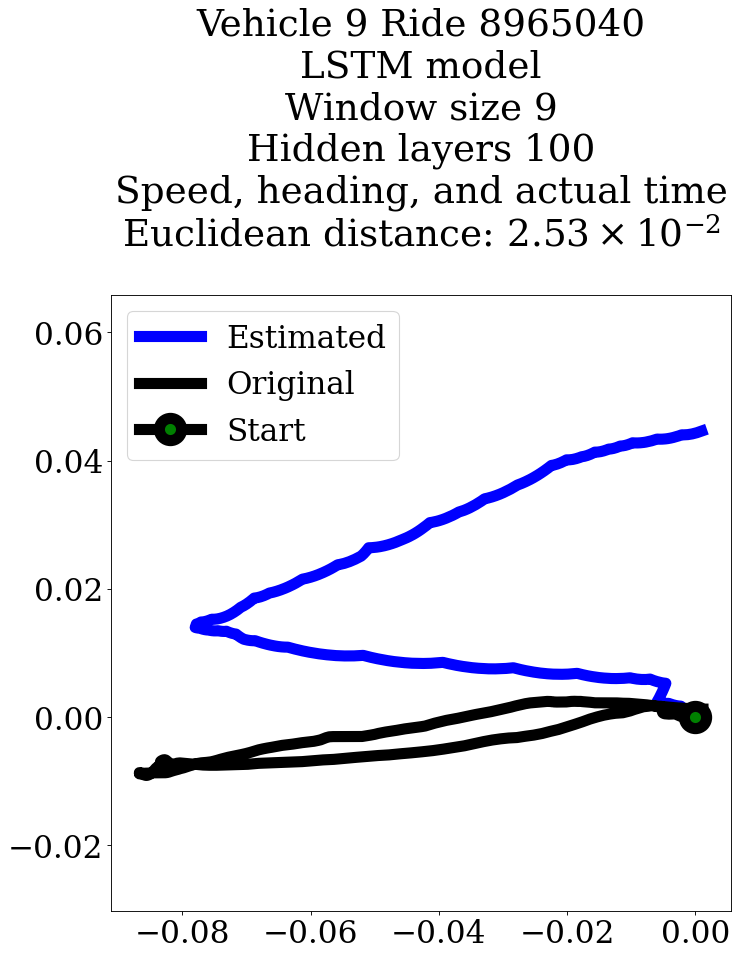 Vehicle 9 Ride 8965040
LSTM model
Window size 9
Hidden layers 100
Speed, heading, and actual time
Euclidean distance: 2.53 × 10⁻²
Estimated
Original
Start
0.06
0.04
0.02
0.00
−0.02
−0.08 −0.06 −0.04 −0.02 0.00